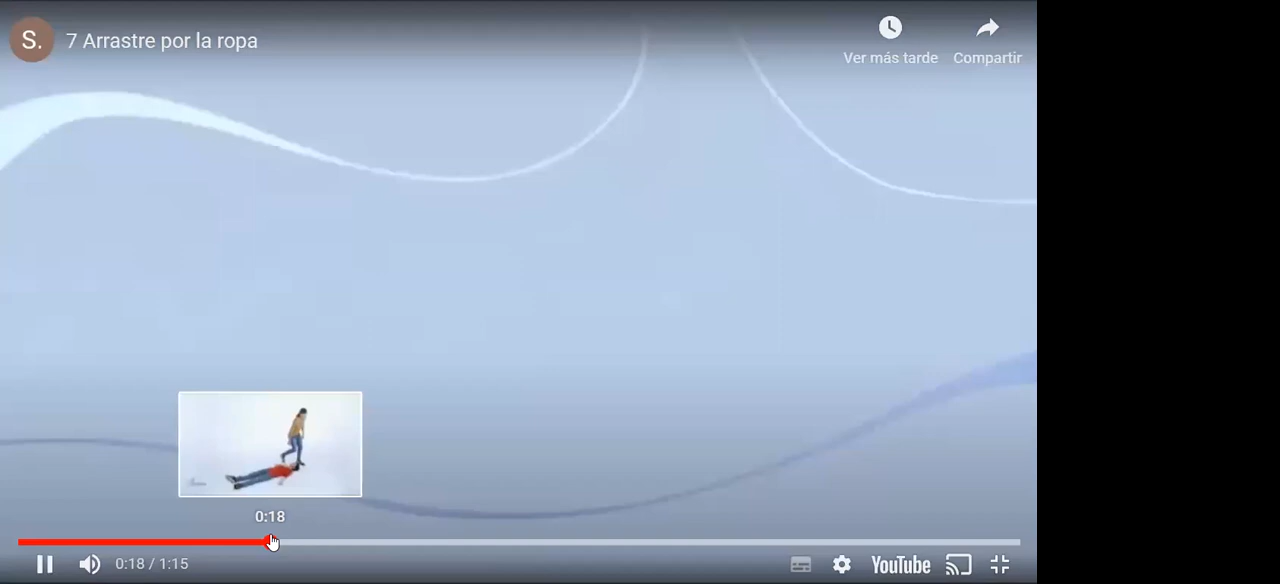 S.
7 Arrastre por la ropa
Ver más tarde
Compartir
0:18
0:18 / 1:15
YouTube